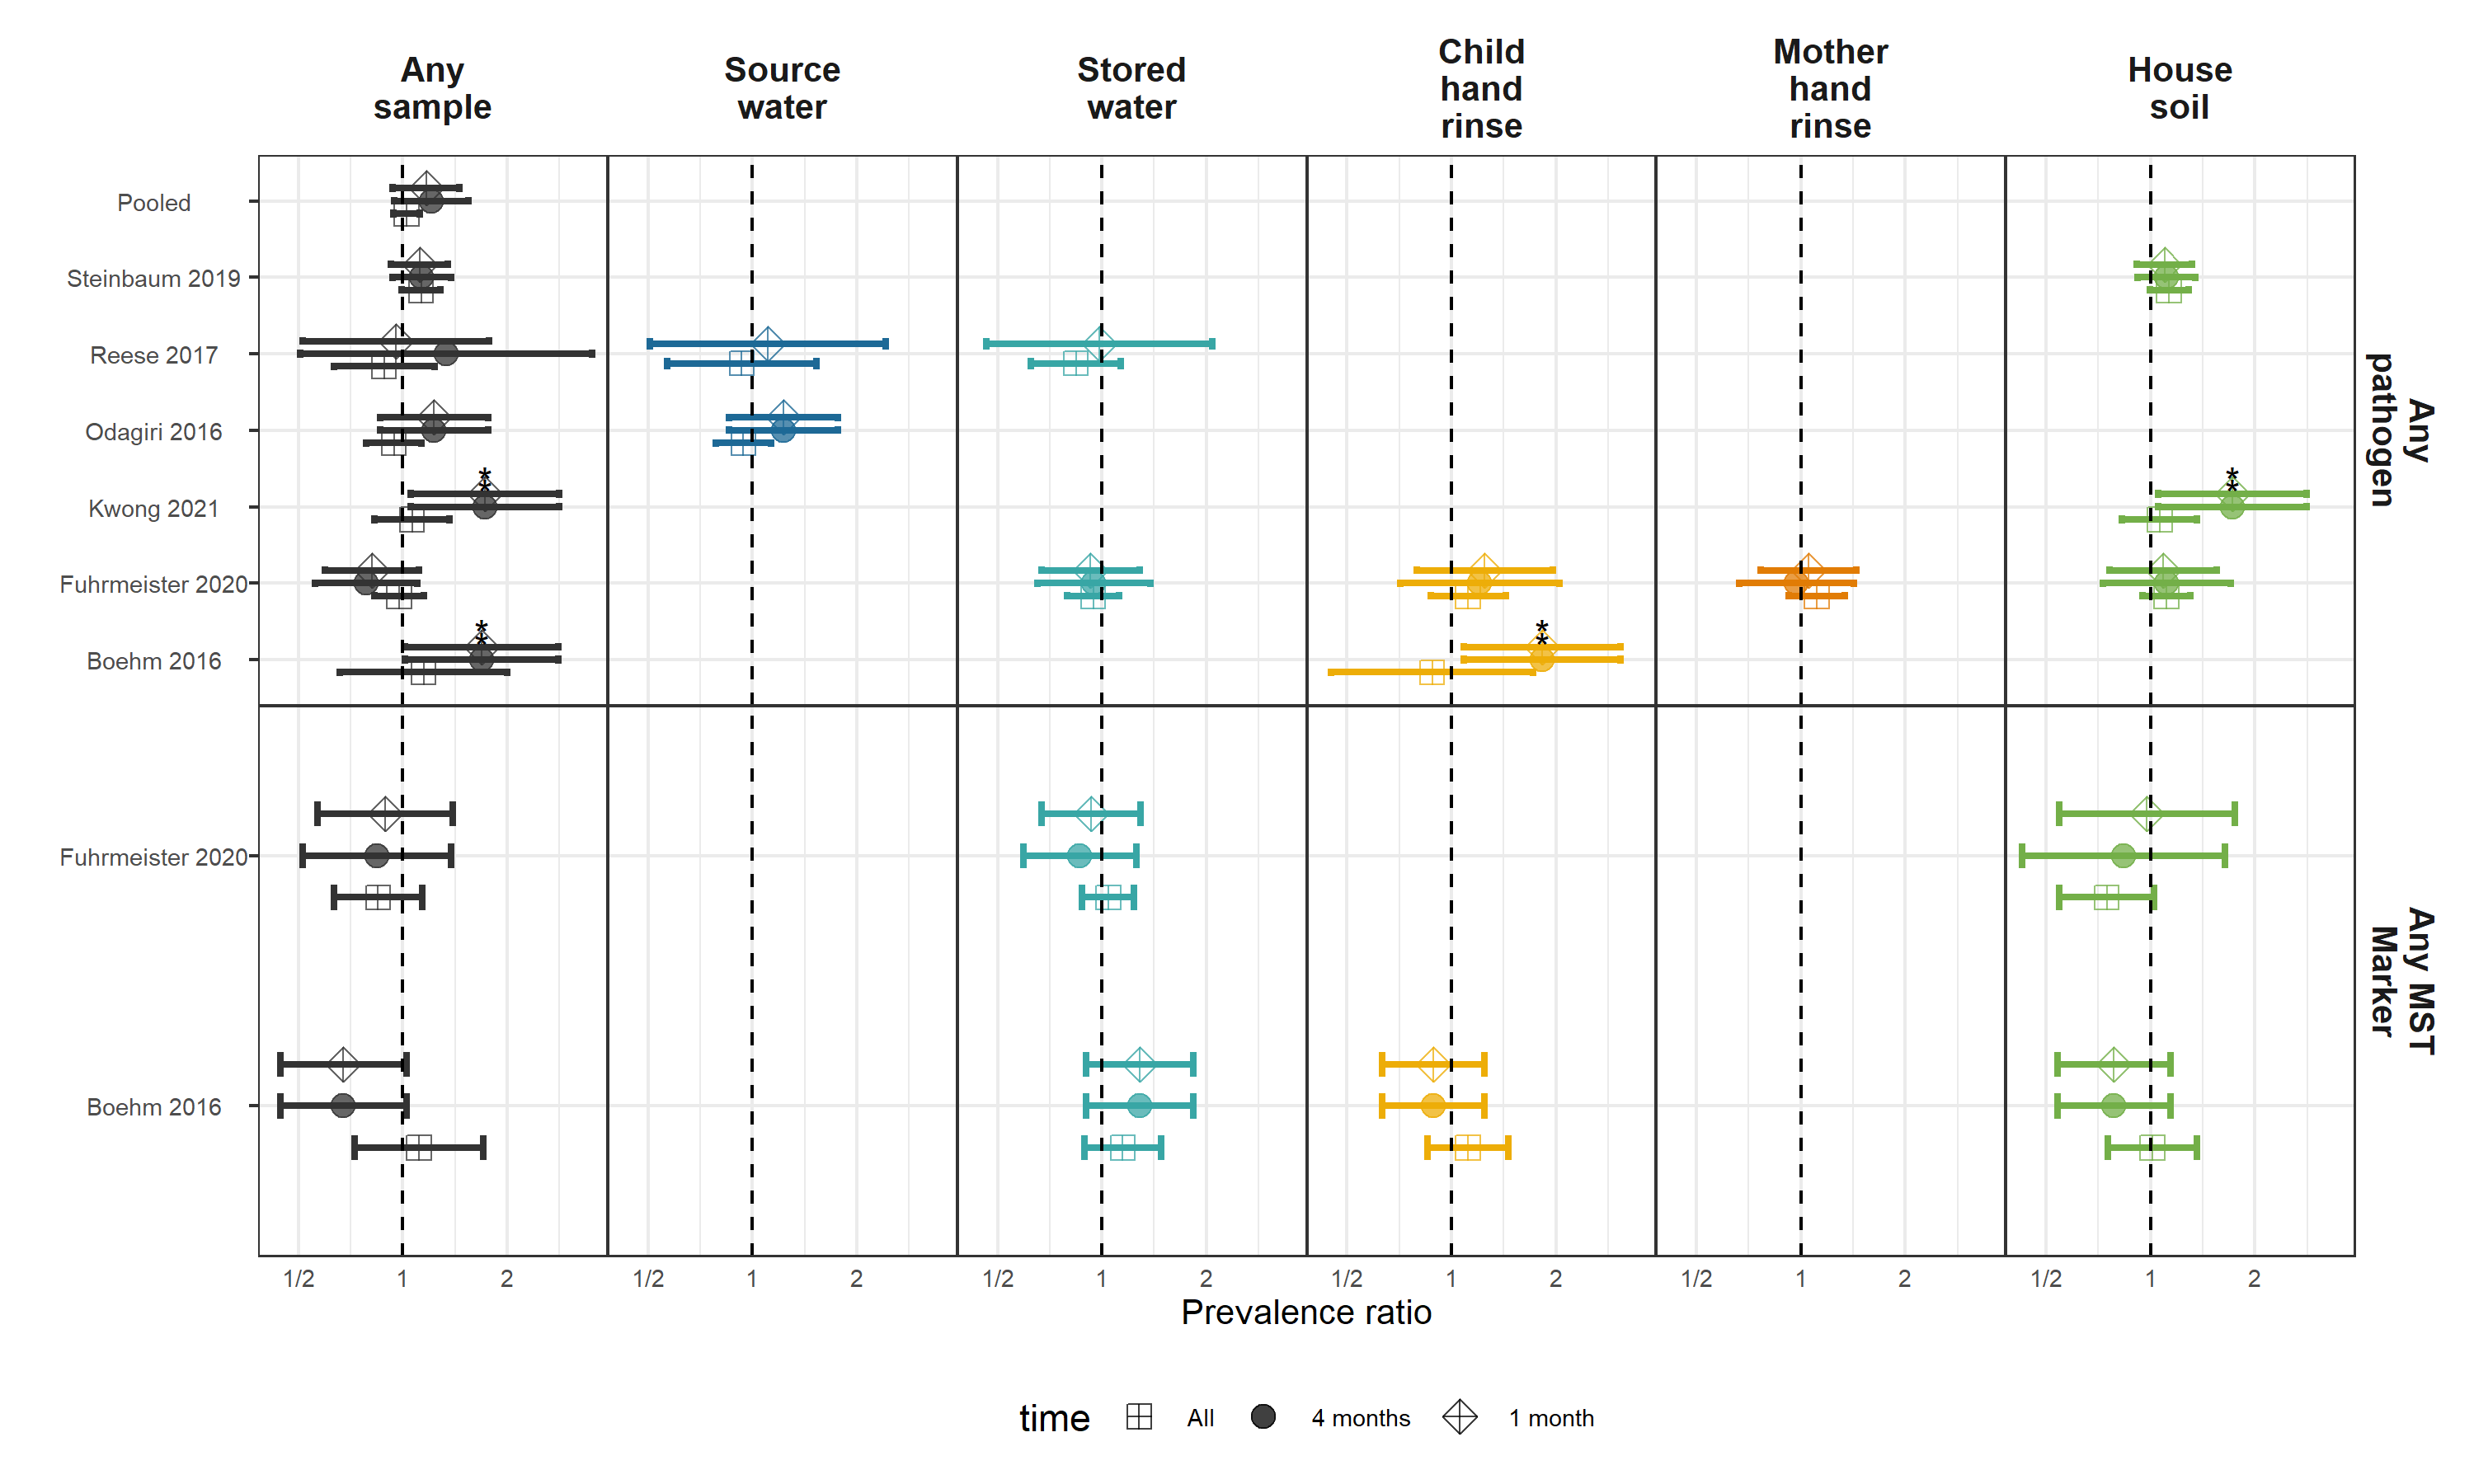 Any
sample
Source
water
Stored
water
Child
hand
rinse
Mother
hand
rinse
House
soil
Pooled
Steinbaum 2019
Reese 2017
Odagiri 2016
Kwong 2021
Fuhrmeister 2020
Boehm 2016
*
*
*
*
*
*
*
*
Any
pathogen
Fuhrmeister 2020
Boehm 2016
Any MST
Marker
1/2 1 2 1/2 1 2 1/2 1 2 1/2 1 2 1/2 1 2 1/2 1 2
Prevalence ratio
time All 4 months 1 month